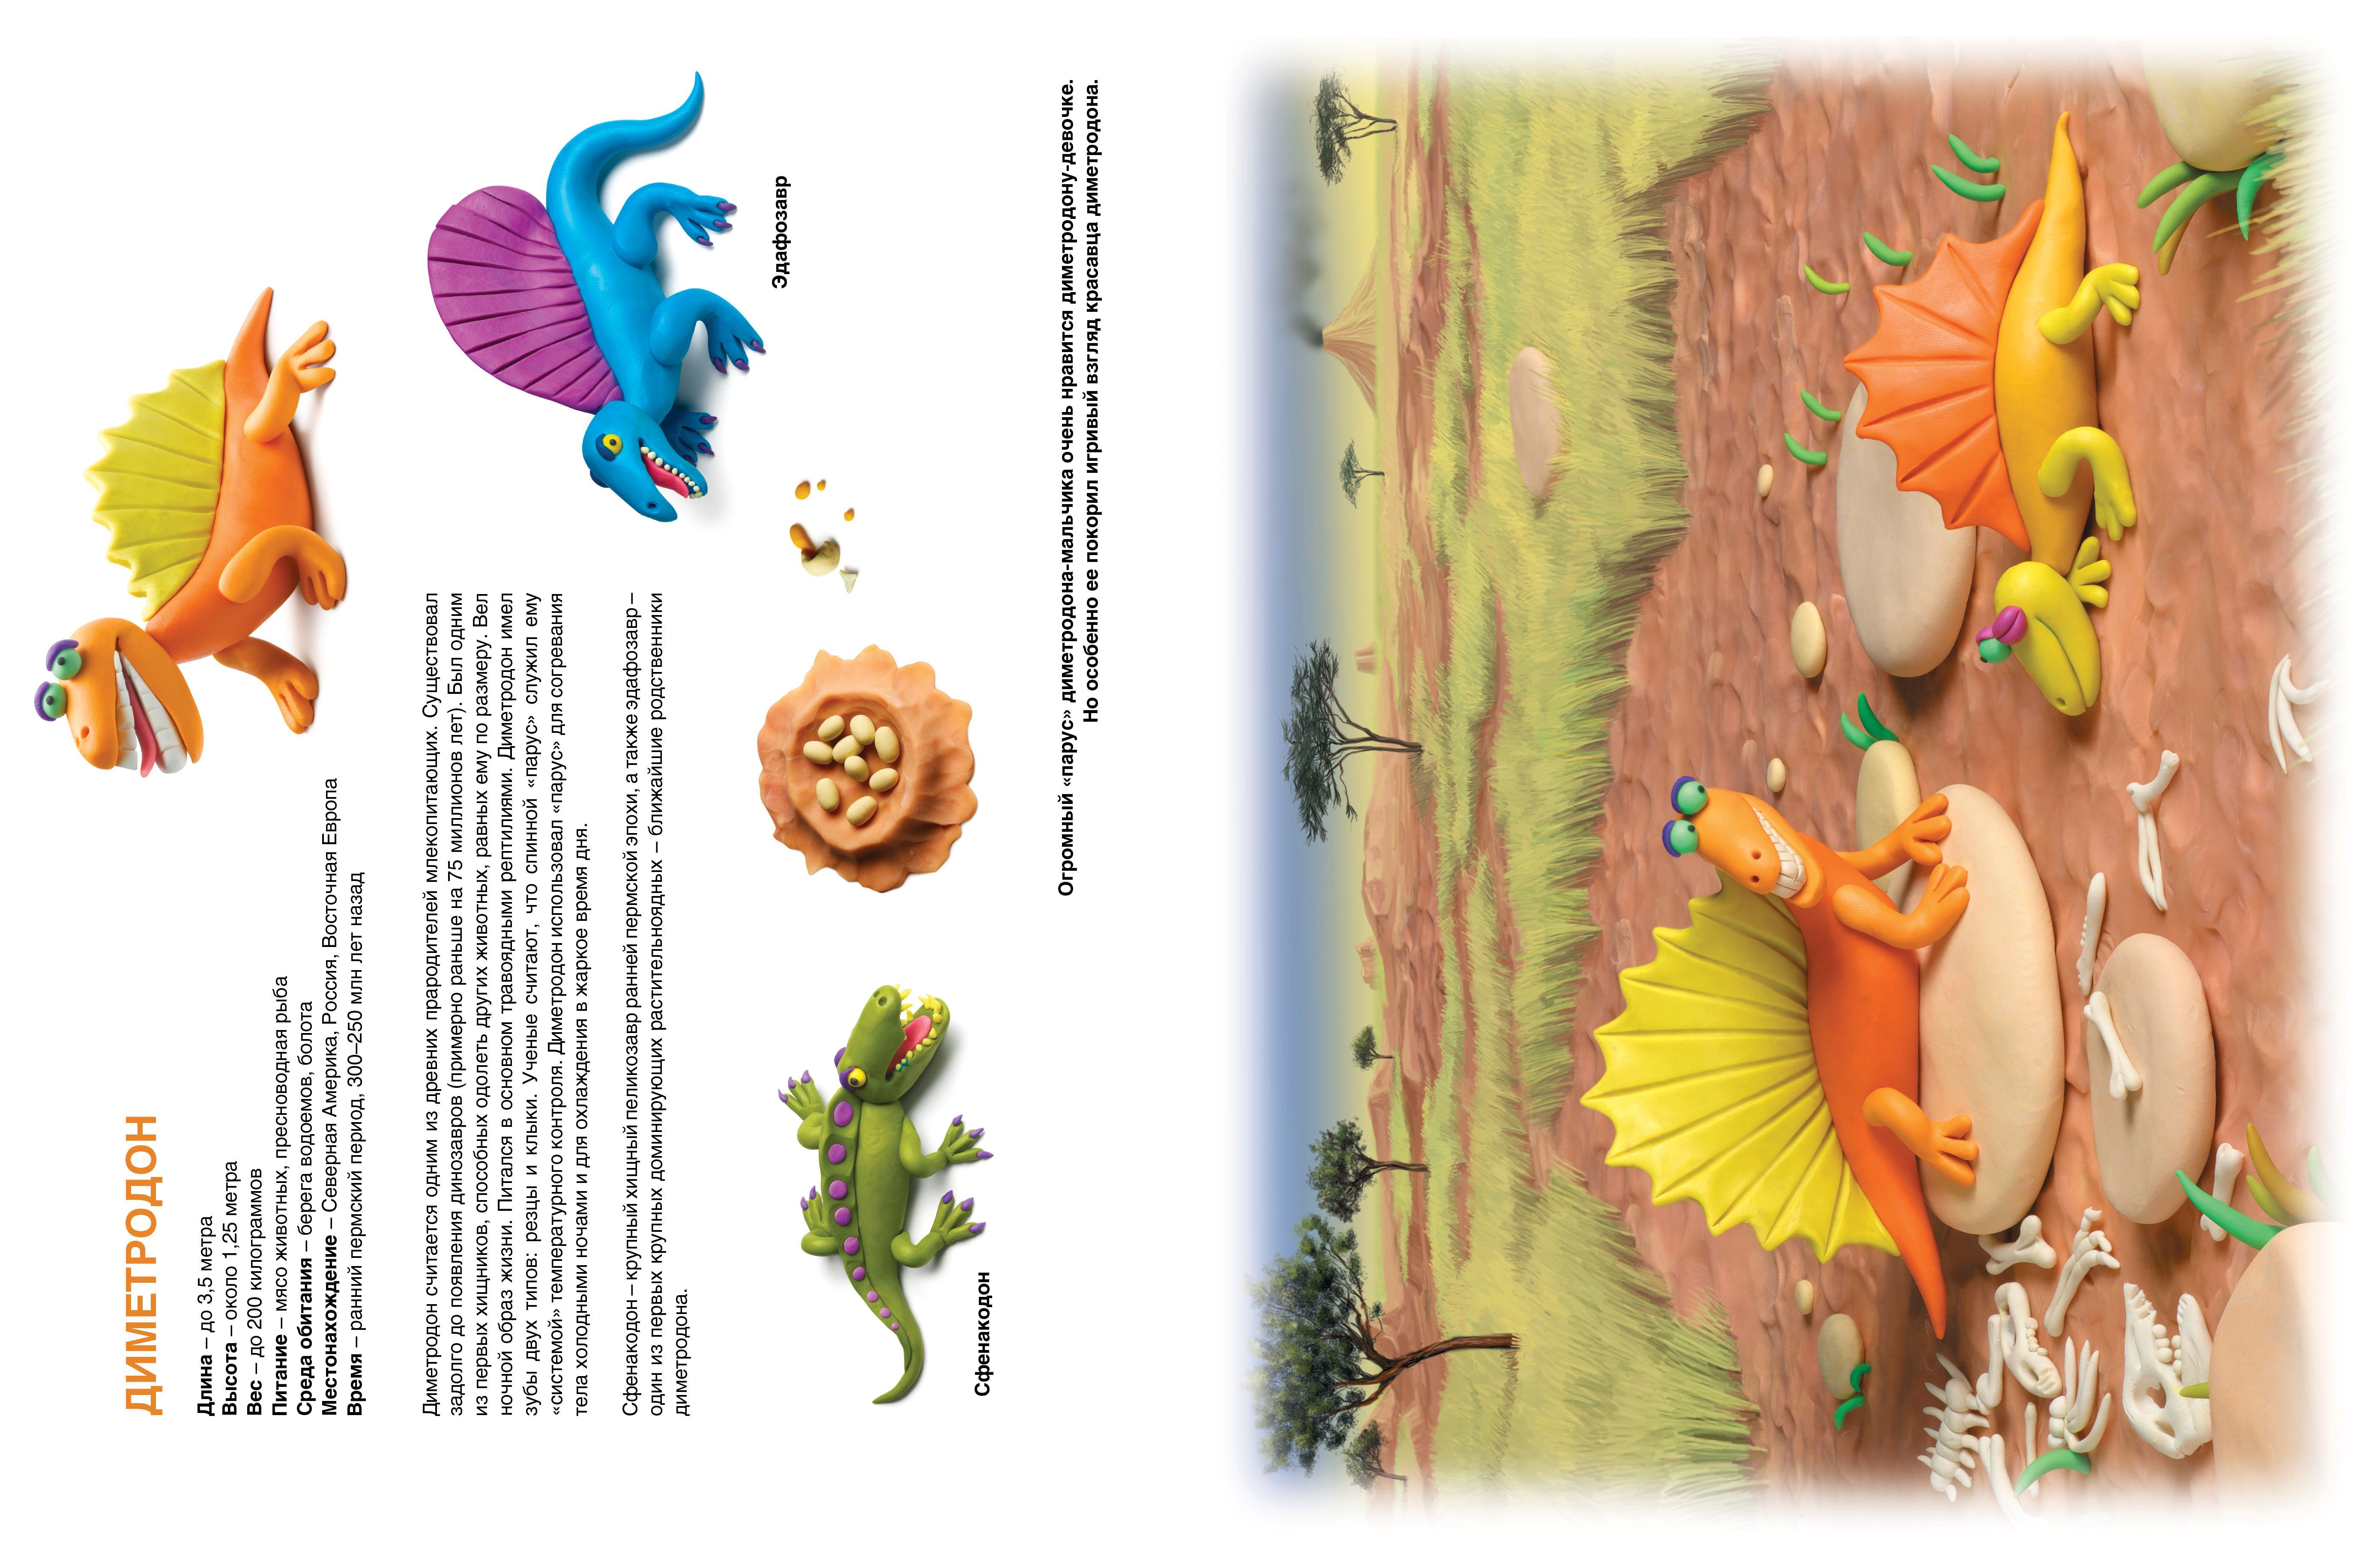 ДИМЕТРОДОН
Длина – до 3,5 метра
Высота – около 1,25 метра
Вес – до 200 килограммов
Питание – мясо животных, пресноводная рыба
Среда обитания – берега водоемов, болота
Местонахождение – Северная Америка, Россия, Восточная Европа
Время – ранний пермский период, 300–250 млн лет назад
Диметродон считается одним из древних прародителей млекопитающих. Существовал
задолго до появления динозавров (примерно раньше на 75 миллионов лет). Был одним
из первых хищников, способных одолеть других животных, равных ему по размеру. Вел
ночной образ жизни. Питался в основном травоядными рептилиями. Диметродон имел
зубы двух типов: резцы и клыки. Ученые считают, что спинной «парус» служил ему
«системой» температурного контроля. Диметродон использовал «парус» для согревания
тела холодными ночами и для охлаждения в жаркое время дня.
Сфенакодон – крупный хищный пеликозавр ранней пермской эпохи, а также эдафозавр –
один из первых крупных доминирующих растительноядных – ближайшие родственники
диметродона.
Эдафозавр
Сфенакодон
Огромный «парус» диметродона-мальчика очень нравится диметродону-девочке.
Но особенно ее покорил игривый взгляд красавца диметродона.